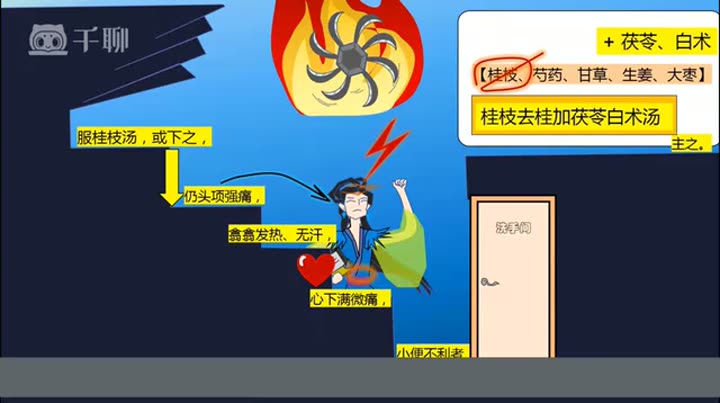 千聊
+ 茯苓、白术
【桂枝、芍药、甘草、生姜、大枣】
桂枝去桂加茯苓白术汤
主之。
服桂枝汤，或下之，
仍头项强痛，
翕翕发热、无汗，
心下满微痛，
小便不利者
洗手间